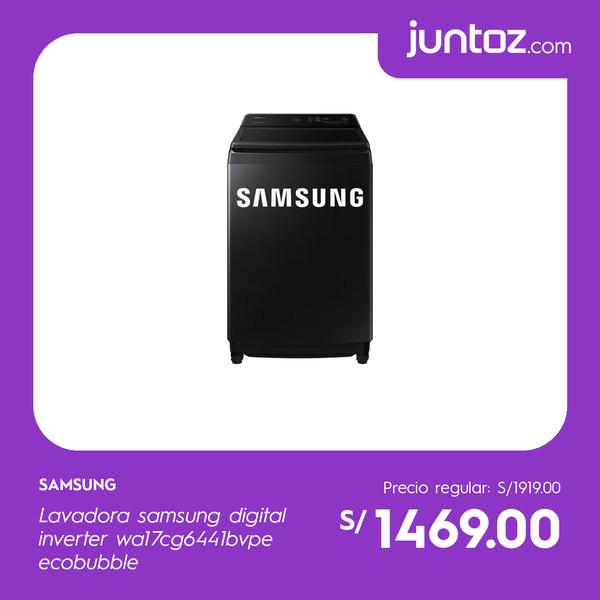 juntoz.com
SAMSUNG
SAMSUNG
Lavadora samsung digital
inverter wa17cg6441bvpe
ecobubble
Precio regular: S/1919.00
S/1469.00